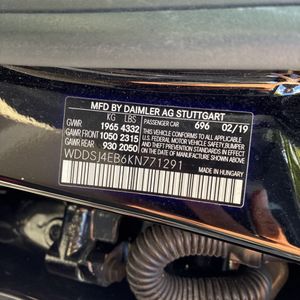 MFD BY DAIMLER AG STUTTGART
KG LBS
GVWR 1965 4332
FRONT GAWR 1050 2315
REAR GAWR 930 2050
PASSENGER CAR 696 02/19
THIS VEHICLE CONFORMS TO ALL APPLICABLE
U.S. FEDERAL MOTOR VEHICLE SAFETY, BUMPER
AND THEFT PREVENTION STANDARDS
IN EFFECT ON THE DATE OF
MANUFACTURE SHOWN ABOVE.
WDDSJ4EB6KN771291
MADE IN HUNGARY